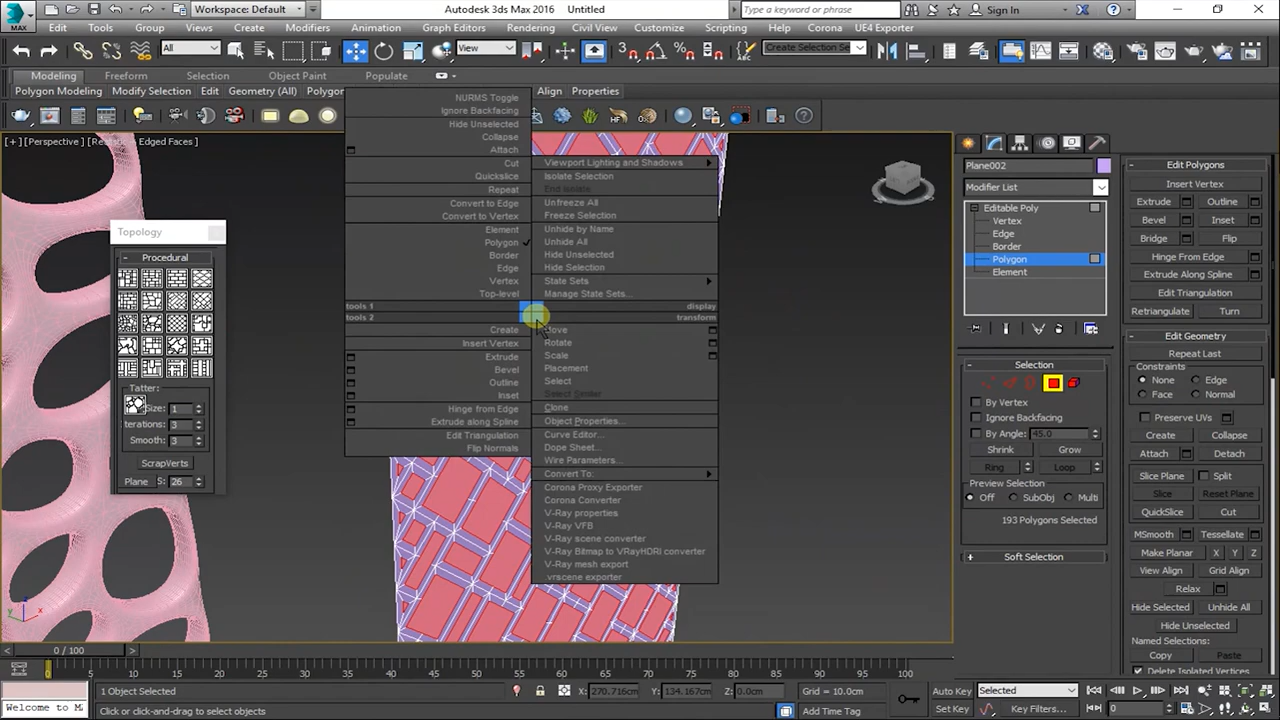 MAX
Workspace: Default
Autodesk 3ds Max 2016 Untitled
Type a keyword or phrase
Sign In
Edit Tools Group Views Create Modifiers Animation Graph Editors Rendering Civil View Customize Scripting Corona Help UR4 Exporter
All
View
Create Selection Se
Modeling Freeform Selection Object Paint Populate
Polygon Modeling Modify Selection Edit Geometry (All) Polygon Align Properties
[+] [Perspective]
Edged Faces ]
Topology
Procedural
Tatter:
Size: 1
Iterations: 3
Smooth: 3
ScrapVerts
Plane S: 26
NURMS Toggle
Ignore Backfacing
Hide Unselected
Collapse
Attach
Cut
Quickslice
Repeat
Convert to Edge
Convert to Vertex
Element
Polygon
Border
Edge
Vertex
Top-level
tools 1
tools 2
Create
Insert Vertex
Extrude
Bevel
Outline
Inset
Hinge from Edge
Extrude along Spline
Edit Triangulation
Flip Normals
Viewport Lighting and Shadows
Isolate Selection
End Isolate
Unfreeze All
Freeze Selection
Unhide by Name
Unhide All
Hide Unselected
Hide Selection
State Sets
Manage State Sets...
display
transform
Move
Rotate
Scale
Placement
Select
Select Similar
Clone
Object Properties...
Curve Editor...
Dope Sheet...
Wire Parameters...
Convert To:
Corona Proxy Exporter
Corona Converter
V-Ray properties
V-Ray VFB
V-Ray scene converter
V-Ray Bitmap to VRayHDRI converter
V-Ray mesh export
.vrscene exporter
Plane002
Modifier List
Editable Poly
Vertex
Edge
Border
Polygon
Element
Selection
By Vertex
Ignore Backfacing
By Angle: 45.0
Shrink Grow
Ring Loop
Preview Selection
Off SubObj Multi
193 Polygons Selected
Soft Selection
Edit Polygons
Insert Vertex
Extrude Outline
Bevel Inset
Bridge Flip
Hinge From Edge
Extrude Along Spline
Edit Triangulation
Retriangulate Turn
Edit Geometry
Repeat Last
Constraints
None Edge
Face Normal
Preserve UVs
Create Collapse
Attach Detach
Slice Plane Split
Slice Reset Plane
QuickSlice Cut
MSmooth Tessellate
Make Planar X Y Z
View Align Grid Align
Relax
Hide Selected Unhide All
Hide Unselected
Named Selections:
Copy Paste
Delete Isolated Vertices
0 / 100
0 5 10 15 20 25 30 35 40 45 50 55 60 65 70 75 80 85 90 95 100
1 Object Selected
X: 270.716cm Y: 134.167cm Z: 0.0cm
Grid = 10.0cm
Auto Key Selected
Welcome to M
Click or click-and-drag to select objects
Add Time Tag
Set Key Key Filters... 0